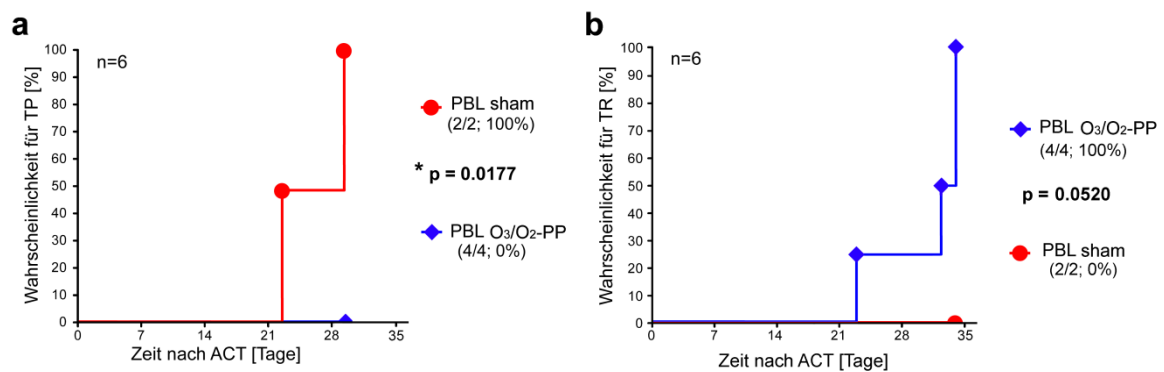 a
Wahrscheinlichkeit für TP [%]
100
90
80
70
60
50
40
30
20
10
0
n=6
0 7 14 21 28 35
Zeit nach ACT [Tage]
PBL sham
(2/2; 100%)
* p = 0.0177
PBL O₃/O₂-PP
(4/4; 0%)
b
Wahrscheinlichkeit für TR [%]
100
90
80
70
60
50
40
30
20
10
0
n=6
0 7 14 21 28 35
Zeit nach ACT [Tage]
PBL O₃/O₂-PP
(4/4; 100%)
p = 0.0520
PBL sham
(2/2; 0%)